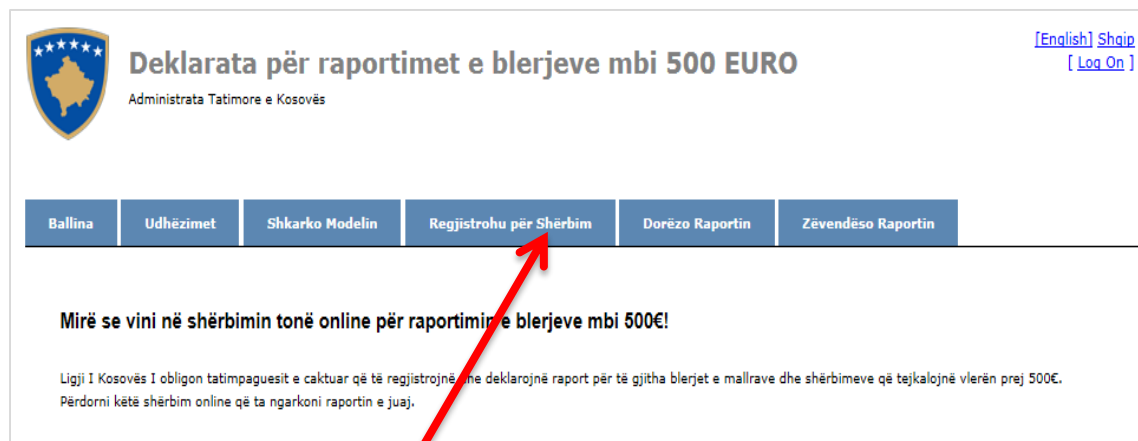 [English] Shqip
Deklarata për raportimet e blerjeve mbi 500 EURO
[ Log On ]
Administrata Tatimore e Kosovës
Ballina
Udhëzimet
Shkarko Modelin
Regjistrohu për Shërbim
Dorëzo Raportin
Zëvendëso Raportin
Mirë se vini në shërbimin tonë online për raportimin e blerjeve mbi 500€!
Ligji I Kosovës I obligon tatimpaguesit e caktuar që të regjistrojnë dhe deklarojnë raport për të gjitha blerjet e mallrave dhe shërbimeve që tejkalojnë vlerën prej 500€.
Përdorni këtë shërbim online që ta ngarkoni raportin e juaj.